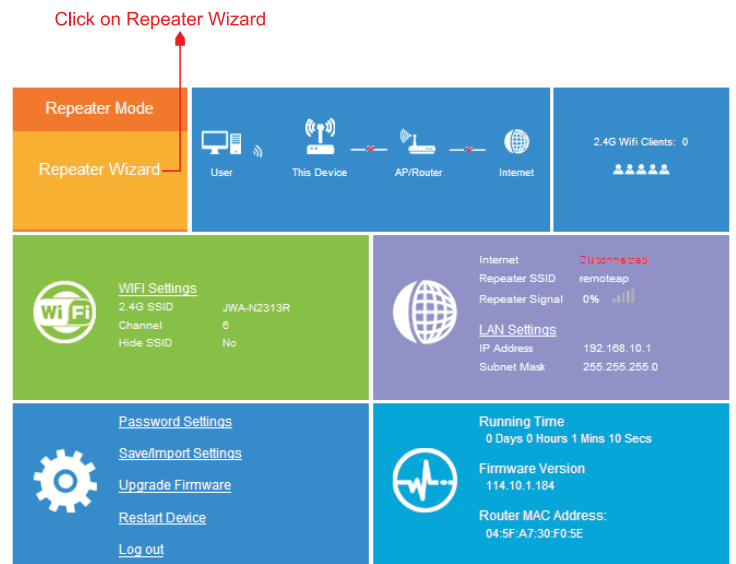 Click on Repeater Wizard
Repeater Mode
Repeater Wizard
User
This Device
AP/Router
Internet
2.4G Wifi Clients: 0
Wi Fi
WIFI Settings
2.4G SSID JWA-N2313R
Channel 6
Hide SSID No
Internet Disconnected
Repeater SSID remoteap
Repeater Signal 0%
LAN Settings
IP Address 192.168.10.1
Subnet Mask 255.255.255.0
Password Settings
Save/Import Settings
Upgrade Firmware
Restart Device
Log out
Running Time
0 Days 0 Hours 1 Mins 10 Secs
Firmware Version
114.10.1.184
Router MAC Address:
04:5F:A7:30:F0:5E